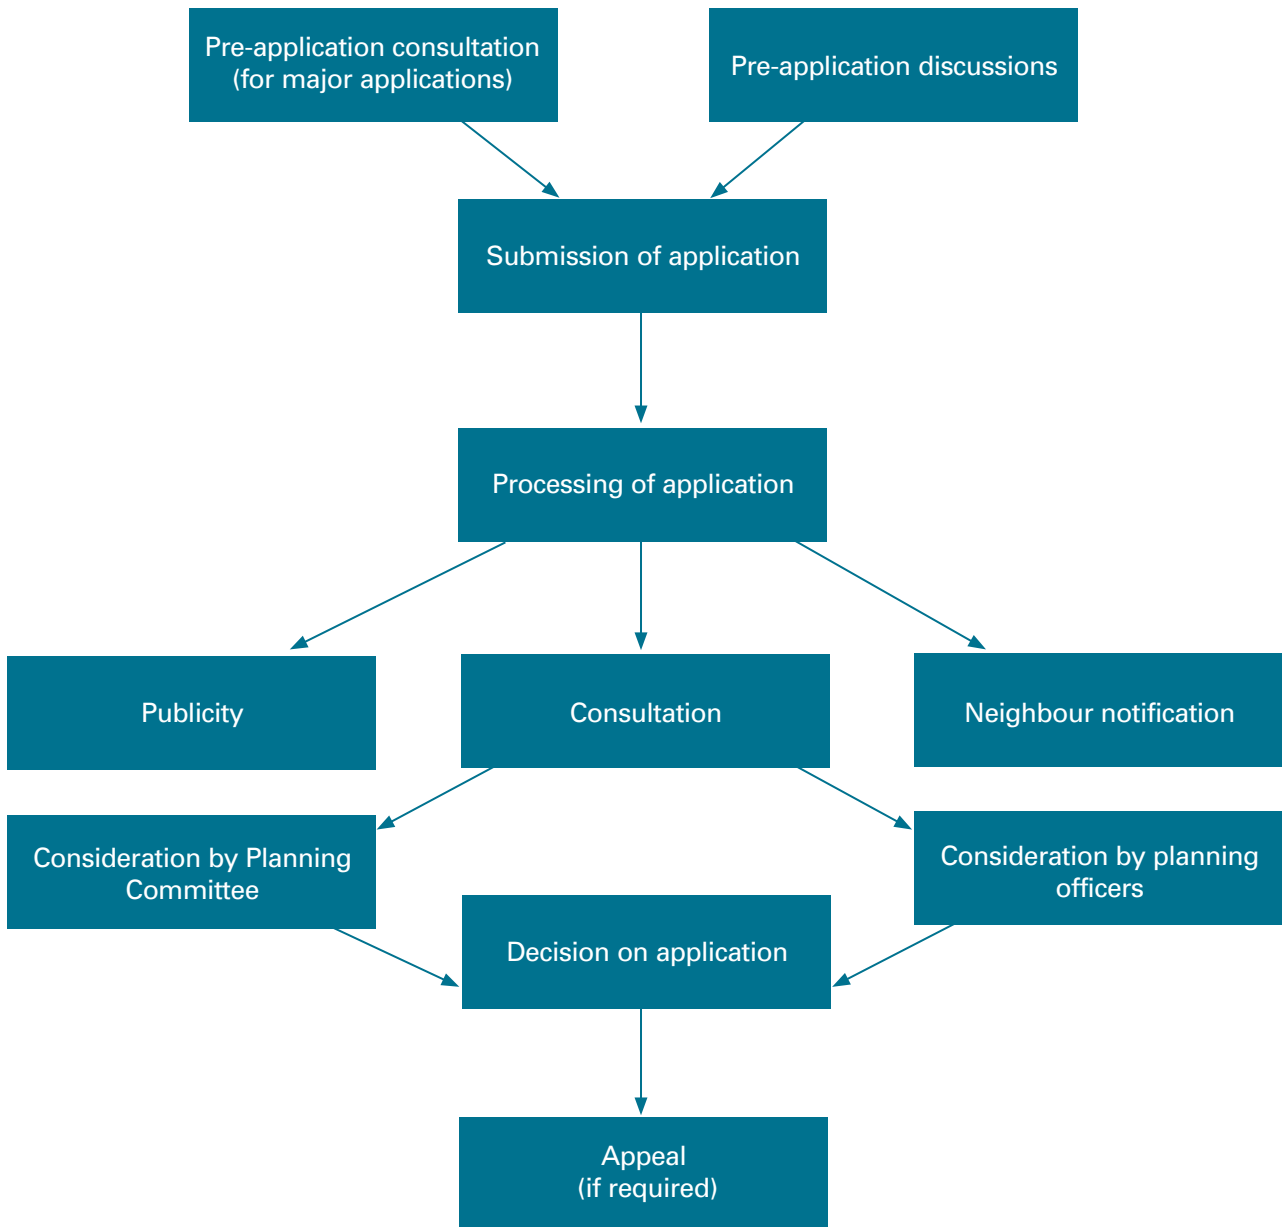 Pre-application consultation
(for major applications)
Pre-application discussions
Submission of application
Processing of application
Publicity
Consultation
Neighbour notification
Consideration by Planning
Committee
Consideration by planning
officers
Decision on application
Appeal
(if required)